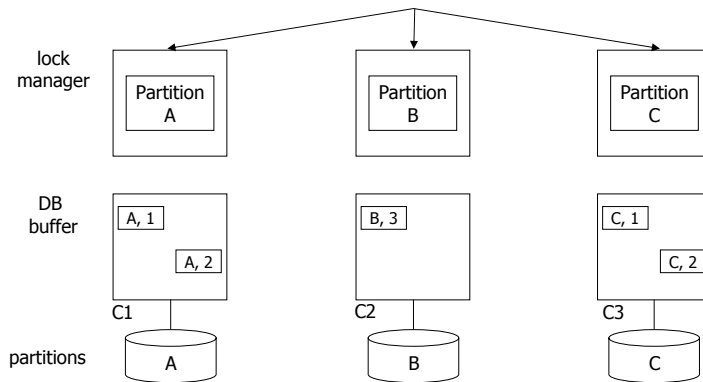 lock
manager
Partition
A
Partition
B
Partition
C
DB
buffer
A, 1
A, 2
B, 3
C, 1
C, 2
C1
C2
C3
partitions
A
B
C